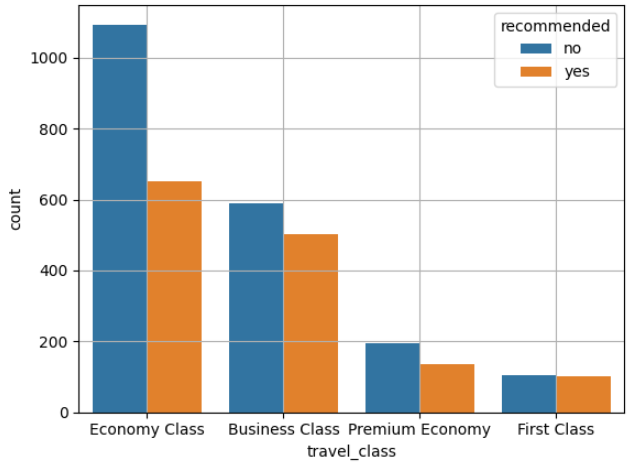 recommended
no
yes
1000
800
600
400
200
0
count
Economy Class Business Class Premium Economy First Class
travel_class